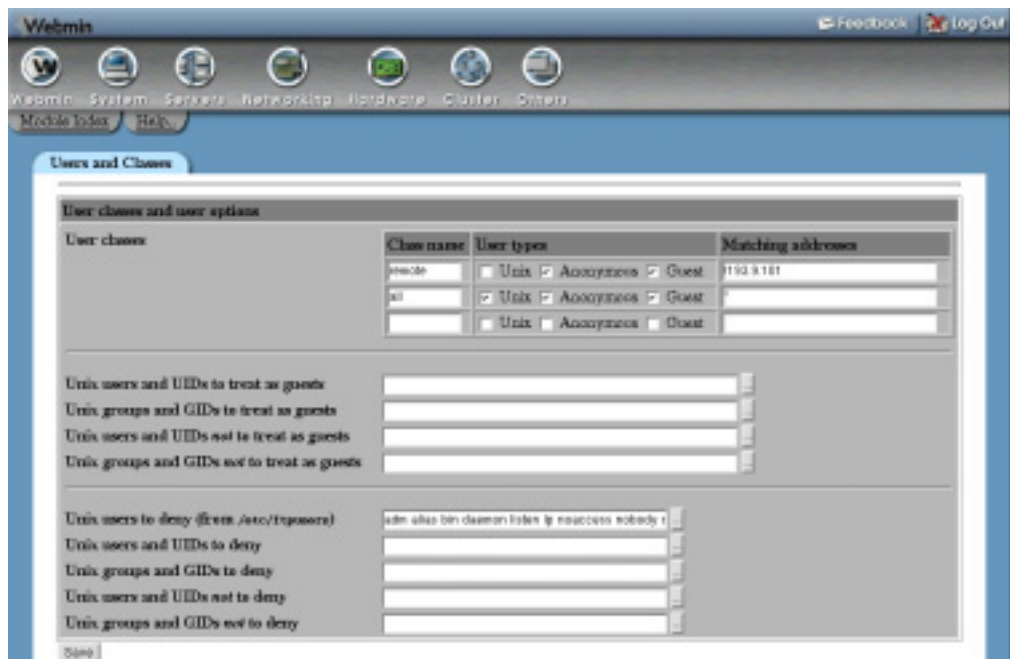 Webmin
Feedback Log Out
Webmin System Servers Networking Hardware Cluster Others
Module Index Help..
Users and Classes
User classes and user options
User classes
Class name User types Matching addresses
remote Unix Anonymous Guest
all Unix Anonymous Guest *
Unix Anonymous Guest
Unix users and UIDs to treat as guests
Unix groups and GIDs to treat as guests
Unix users and UIDs not to treat as guests
Unix groups and GIDs not to treat as guests
Unix users to deny (from /etc/ftpusers) adm alias bin daemon listen lp noaccess nobody
Unix users and UIDs to deny
Unix groups and GIDs to deny
Unix users and UIDs not to deny
Unix groups and GIDs not to deny
Save